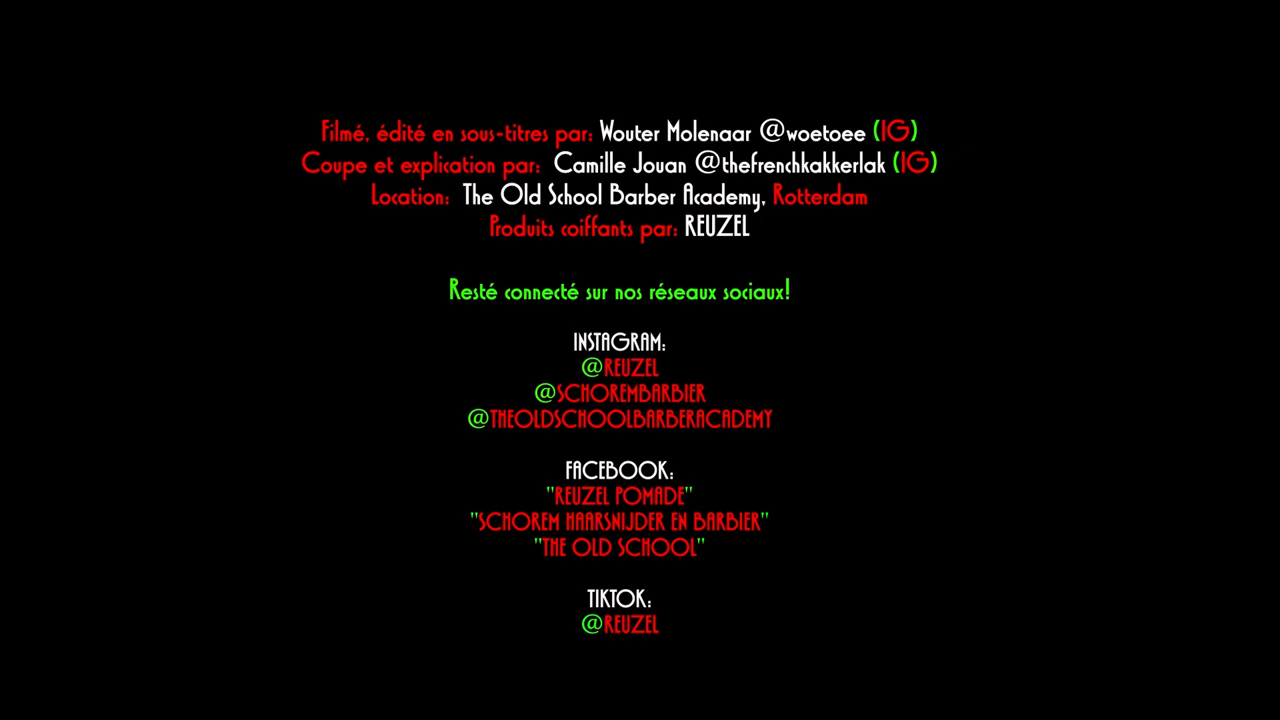 Filmé, édité en sous-titres par: Wouter Molenaar @woetoee (IG)
Coupe et explication par: Camille Jouan @thefrenchkakkerlak (IG)
Location: The Old School Barber Academy, Rotterdam
Produits coiffants par: REUZEL
Resté connecté sur nos réseaux sociaux!
INSTAGRAM:
@REUZEL
@SCHOREMBARBIER
@THEOLDSCHOOLBARBERACADEMY
FACEBOOK:
"REUZEL POMADE"
"SCHOREM HAARSNIJDER EN BARBIER"
"THE OLD SCHOOL"
TIKTOK:
@REUZEL